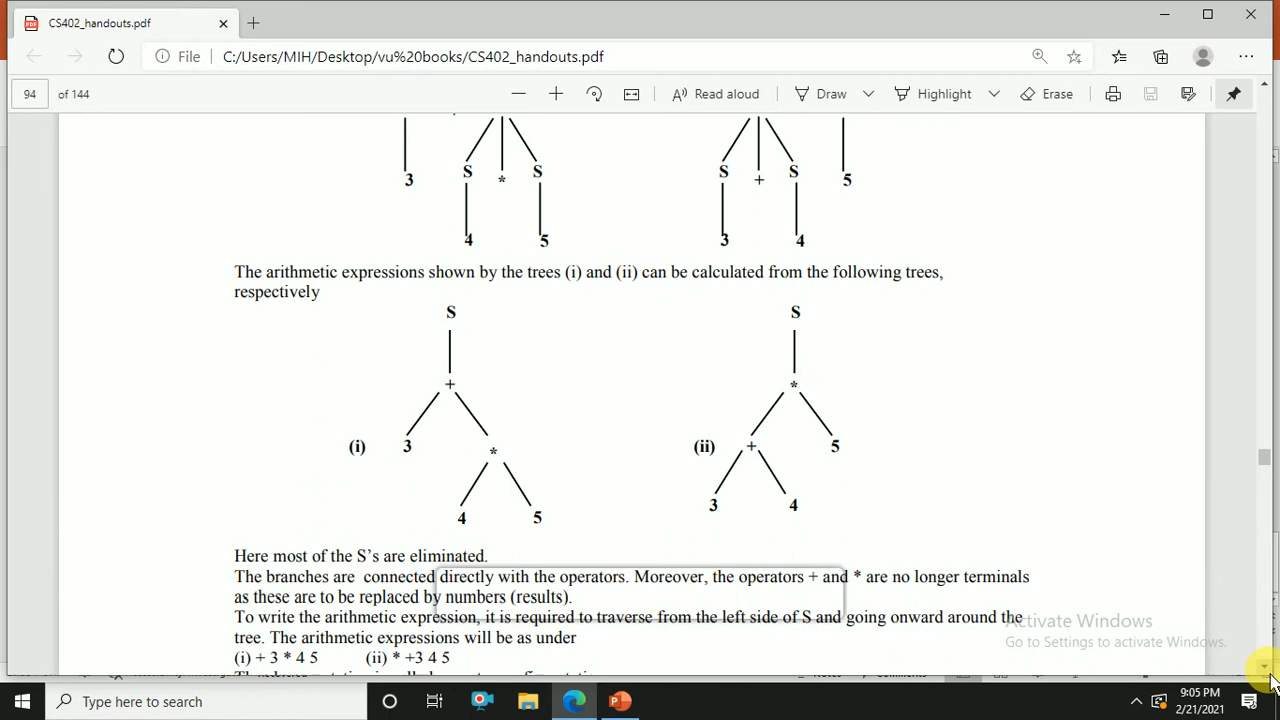 CS402_handouts.pdf
File C:/Users/MIH/Desktop/vu%20books/CS402_handouts.pdf
94 of 144 Read aloud Draw Highlight Erase
S * S S + S
3 5
4 5 3 4
The arithmetic expressions shown by the trees (i) and (ii) can be calculated from the following trees,
respectively
S S
+ *
(i) 3 * (ii) + 5
4 5 3 4
Here most of the S's are eliminated.
The branches are connected directly with the operators. Moreover, the operators + and * are no longer terminals
as these are to be replaced by numbers (results).
To write the arithmetic expression, it is required to traverse from the left side of S and going onward around the
tree. The arithmetic expressions will be as under
(i) + 3 * 4 5 (ii) * +3 4 5
Activate Windows
Go to Settings to activate Windows.
Type here to search
9:05 PM
2/21/2021